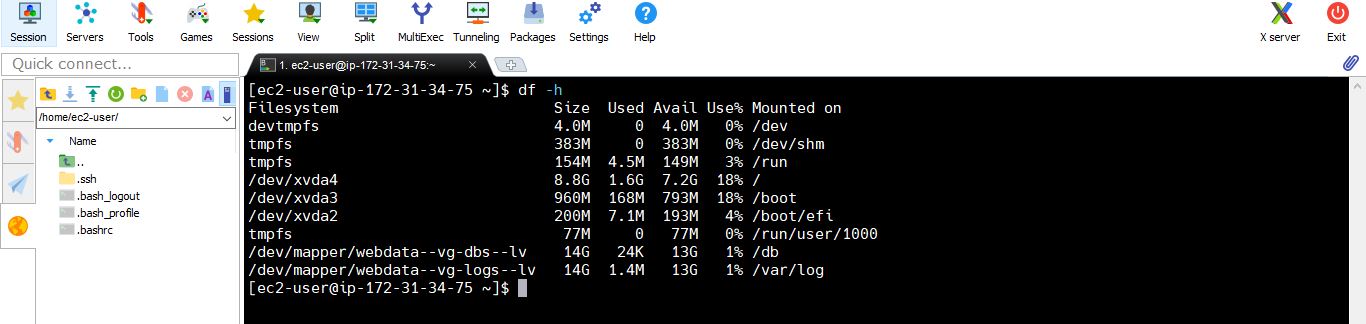 Session Servers Tools Games Sessions View Split MultiExec Tunneling Packages Settings Help X server Exit
Quick connect...
1. ec2-user@ip-172-31-34-75:~
/home/ec2-user/
Name
..
.ssh
.bash_logout
.bash_profile
.bashrc
[ec2-user@ip-172-31-34-75 ~]$ df -h
Filesystem Size Used Avail Use% Mounted on
devtmpfs 4.0M 0 4.0M 0% /dev
tmpfs 383M 0 383M 0% /dev/shm
tmpfs 154M 4.5M 149M 3% /run
/dev/xvda4 8.8G 1.6G 7.2G 18% /
/dev/xvda3 960M 168M 793M 18% /boot
/dev/xvda2 200M 7.1M 193M 4% /boot/efi
tmpfs 77M 0 77M 0% /run/user/1000
/dev/mapper/webdata--vg-dbs--lv 14G 24K 13G 1% /db
/dev/mapper/webdata--vg-logs--lv 14G 1.4M 13G 1% /var/log
[ec2-user@ip-172-31-34-75 ~]$